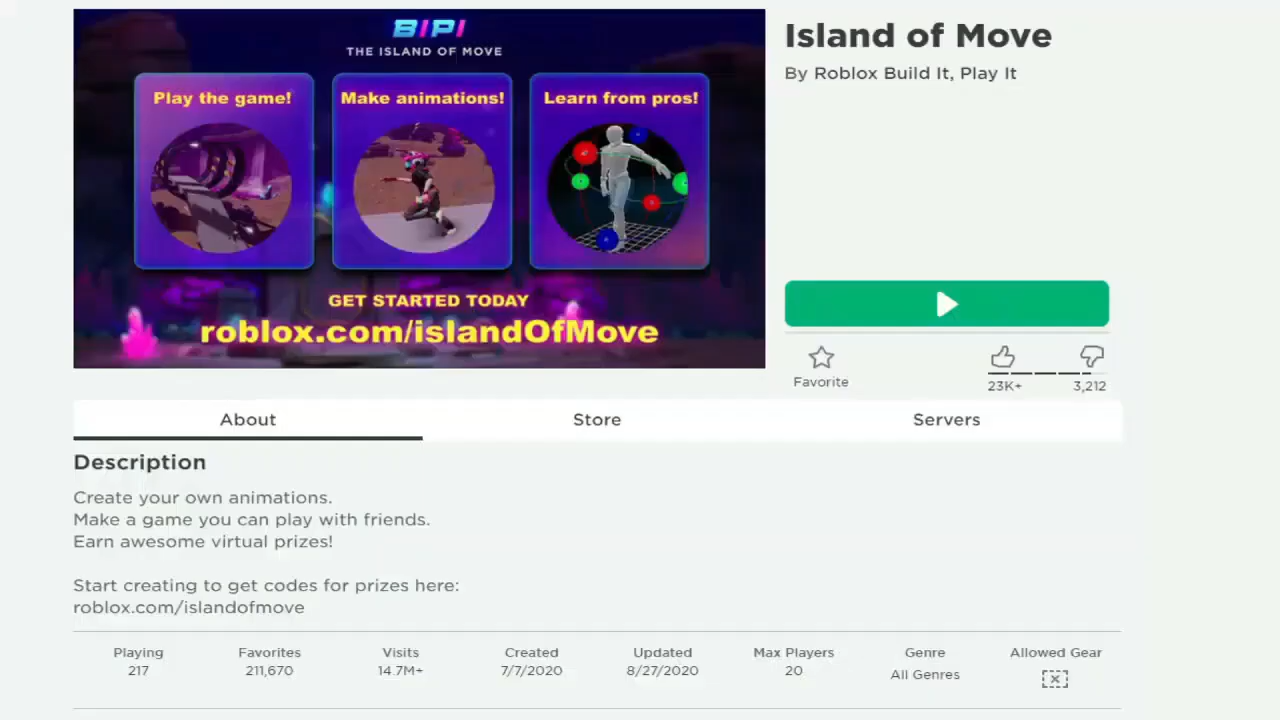 BIPI
THE ISLAND OF MOVE
Play the game!
Make animations!
Learn from pros!
GET STARTED TODAY
roblox.com/islandOfMove
Island of Move
By Roblox Build It, Play It
Favorite
23K+
3,212
About
Store
Servers
Description
Create your own animations.
Make a game you can play with friends.
Earn awesome virtual prizes!
Start creating to get codes for prizes here:
roblox.com/islandofmove
Playing
217
Favorites
211,670
Visits
14.7M+
Created
7/7/2020
Updated
8/27/2020
Max Players
20
Genre
All Genres
Allowed Gear